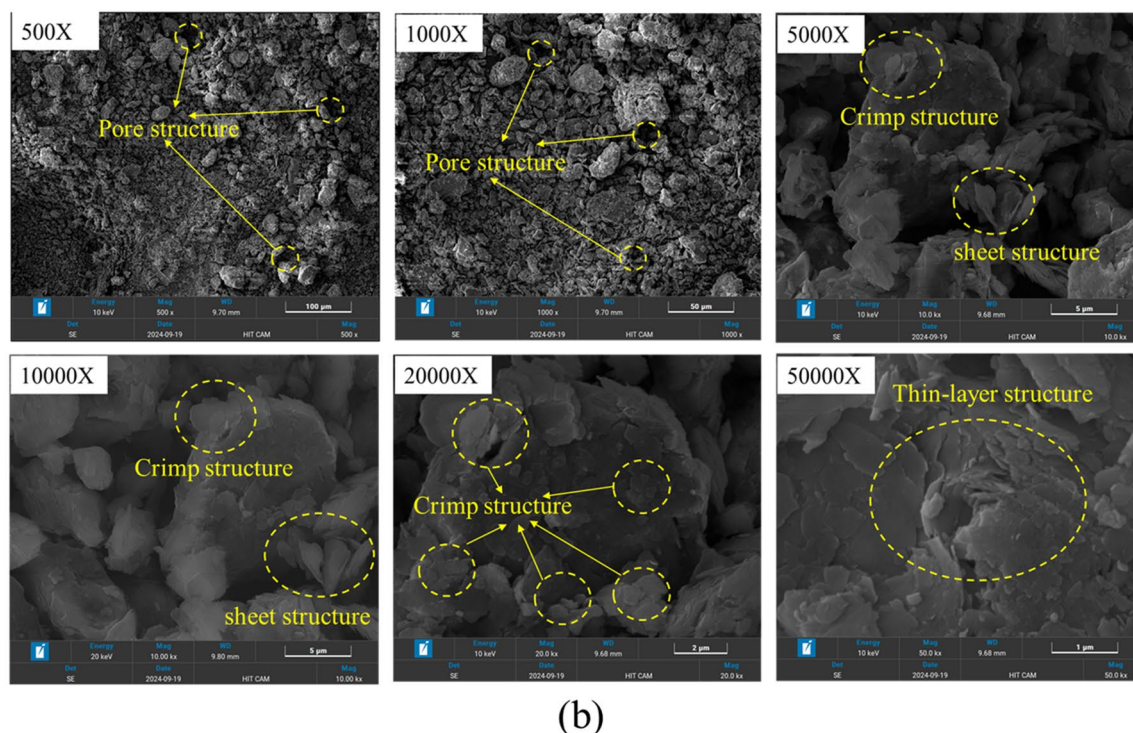 500X
Pore structure
Energy Mag WD
10 keV 500 x 9.70 mm 100 μm
Det Date Mag
SE 2024-09-19 HIT CAM 500 x
1000X
Pore structure
Energy Mag WD
10 keV 1000 x 9.70 mm 50 μm
Det Date Mag
SE 2024-09-19 HIT CAM 1000 x
5000X
Crimp structure
sheet structure
Energy Mag WD
10 keV 10.0 kx 9.68 mm 5 μm
Det Date Mag
SE 2024-09-19 HIT CAM 10.0 kx
10000X
Crimp structure
sheet structure
Energy Mag WD
20 keV 10.00 kx 9.80 mm 5 μm
Det Date Mag
SE 2024-09-19 HIT CAM 10.00 kx
20000X
Crimp structure
Energy Mag WD
10 keV 20.0 kx 9.68 mm 2 μm
Det Date Mag
SE 2024-09-19 HIT CAM 20.0 kx
50000X
Thin-layer structure
Energy Mag WD
10 keV 50.0 kx 9.68 mm 1 μm
Det Date Mag
SE 2024-09-19 HIT CAM 50.0 kx
(b)